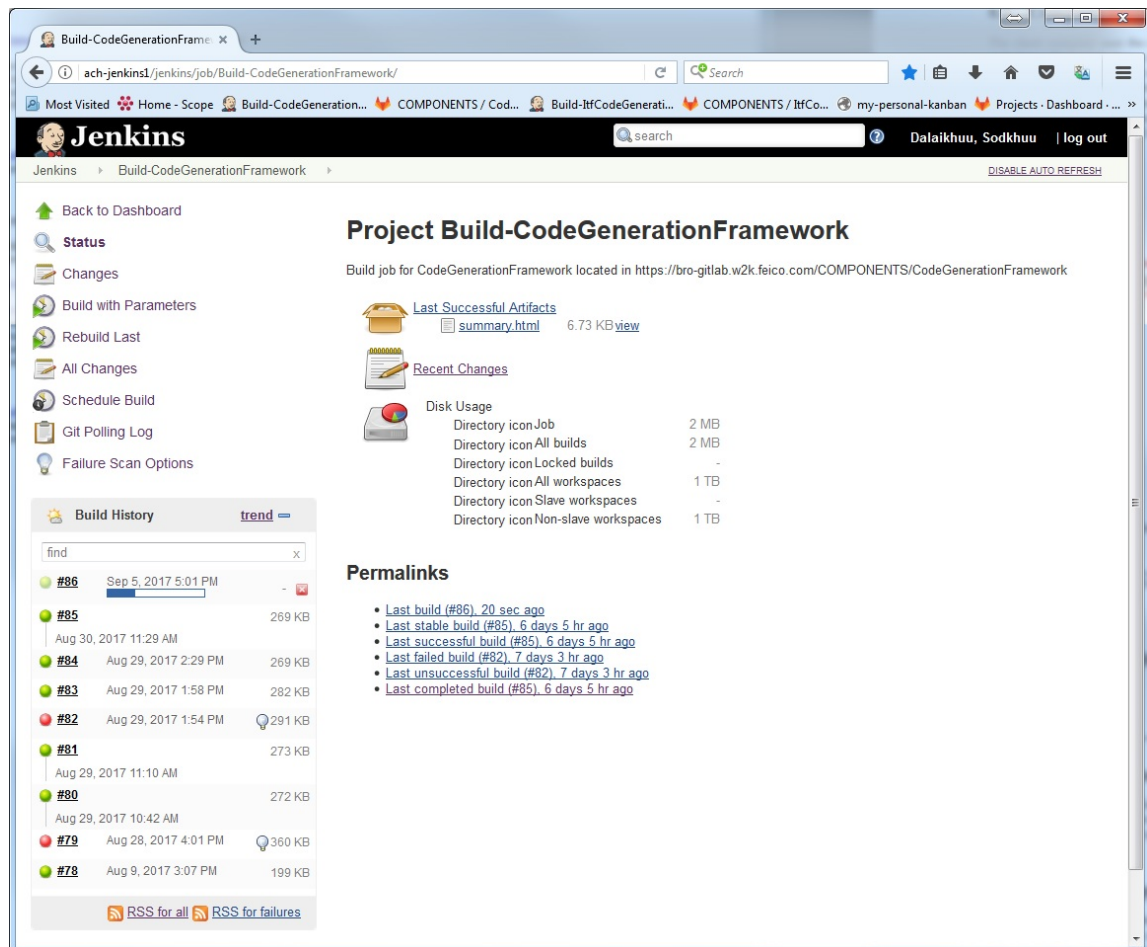 Build-CodeGenerationFrame
ach-jenkins1/jenkins/job/Build-CodeGenerationFramework/
Search
Most Visited Home - Scope Build-CodeGeneration... COMPONENTS / Cod... Build-ItfCodeGenerati... COMPONENTS / ItfCo... my-personal-kanban Projects · Dashboard · ... »
Jenkins search Dalaikhuu, Sodkhuu | log out
Jenkins Build-CodeGenerationFramework DISABLE AUTO REFRESH
Back to Dashboard
Status
Changes
Build with Parameters
Rebuild Last
All Changes
Schedule Build
Git Polling Log
Failure Scan Options
Build History trend
find x
#86 Sep 5, 2017 5:01 PM -
#85 269 KB
Aug 30, 2017 11:29 AM
#84 Aug 29, 2017 2:29 PM 269 KB
#83 Aug 29, 2017 1:58 PM 282 KB
#82 Aug 29, 2017 1:54 PM 291 KB
#81 273 KB
Aug 29, 2017 11:10 AM
#80 272 KB
Aug 29, 2017 10:42 AM
#79 Aug 28, 2017 4:01 PM 360 KB
#78 Aug 9, 2017 3:07 PM 199 KB
RSS for all RSS for failures
Project Build-CodeGenerationFramework
Build job for CodeGenerationFramework located in https://bro-gitlab.w2k.feico.com/COMPONENTS/CodeGenerationFramework
Last Successful Artifacts
summary.html 6.73 KB view
Recent Changes
Disk Usage
Directory icon Job 2 MB
Directory icon All builds 2 MB
Directory icon Locked builds -
Directory icon All workspaces 1 TB
Directory icon Slave workspaces -
Directory icon Non-slave workspaces 1 TB
Permalinks
Last build (#86), 20 sec ago
Last stable build (#85), 6 days 5 hr ago
Last successful build (#85), 6 days 5 hr ago
Last failed build (#82), 7 days 3 hr ago
Last unsuccessful build (#82), 7 days 3 hr ago
Last completed build (#85), 6 days 5 hr ago